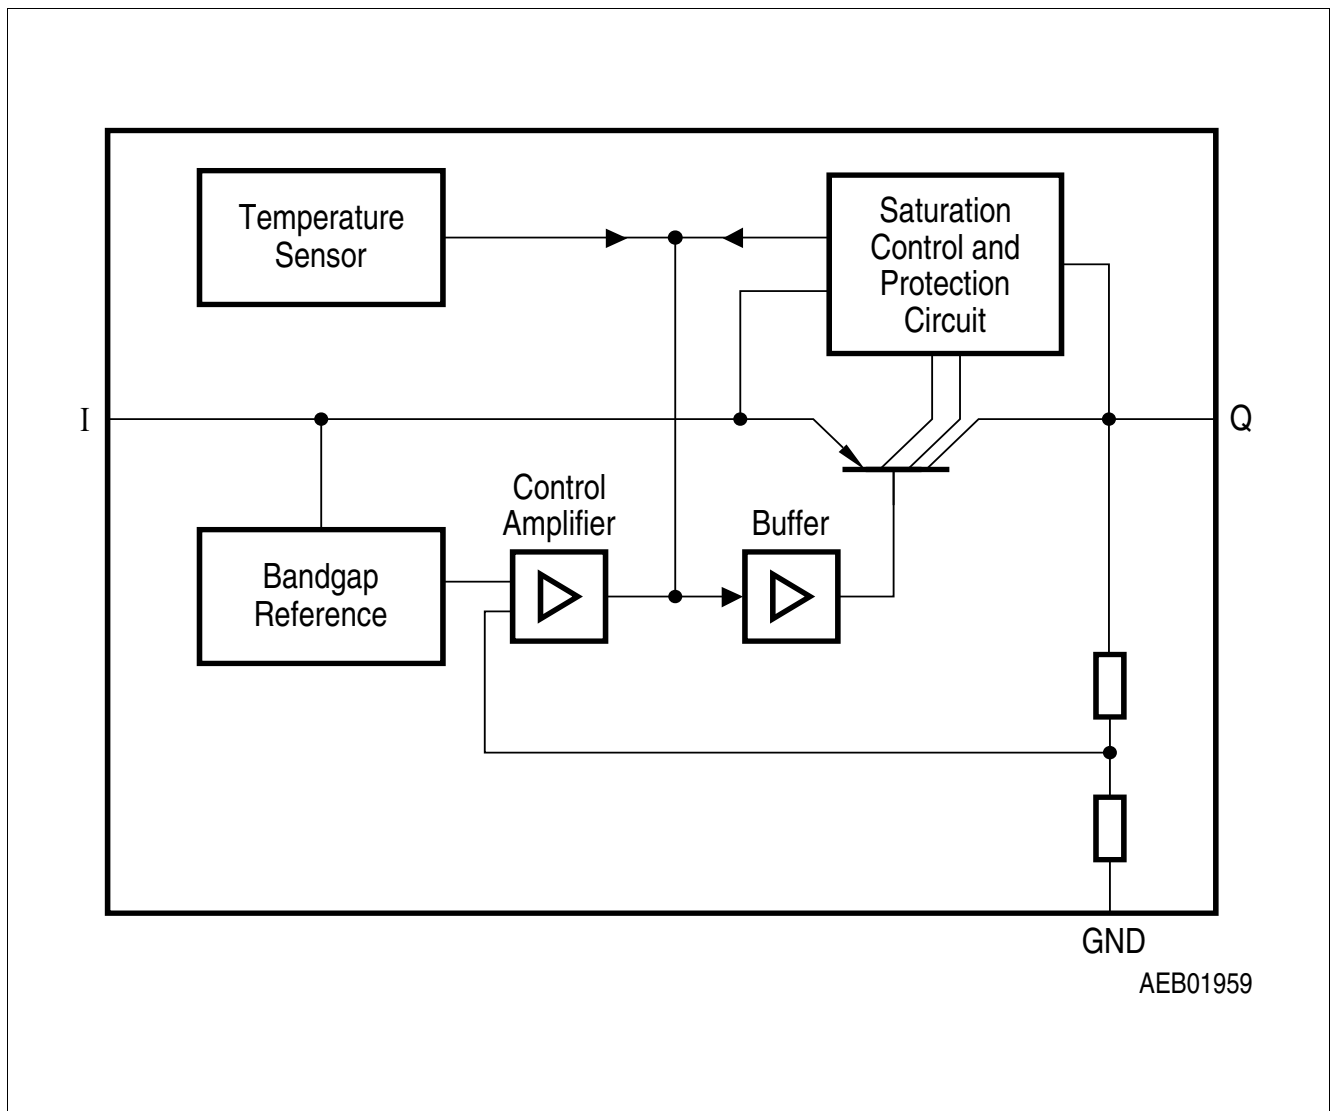 Temperature
Sensor
Saturation
Control and
Protection
Circuit
I
Q
Control
Amplifier
Buffer
Bandgap
Reference
GND
AEB01959